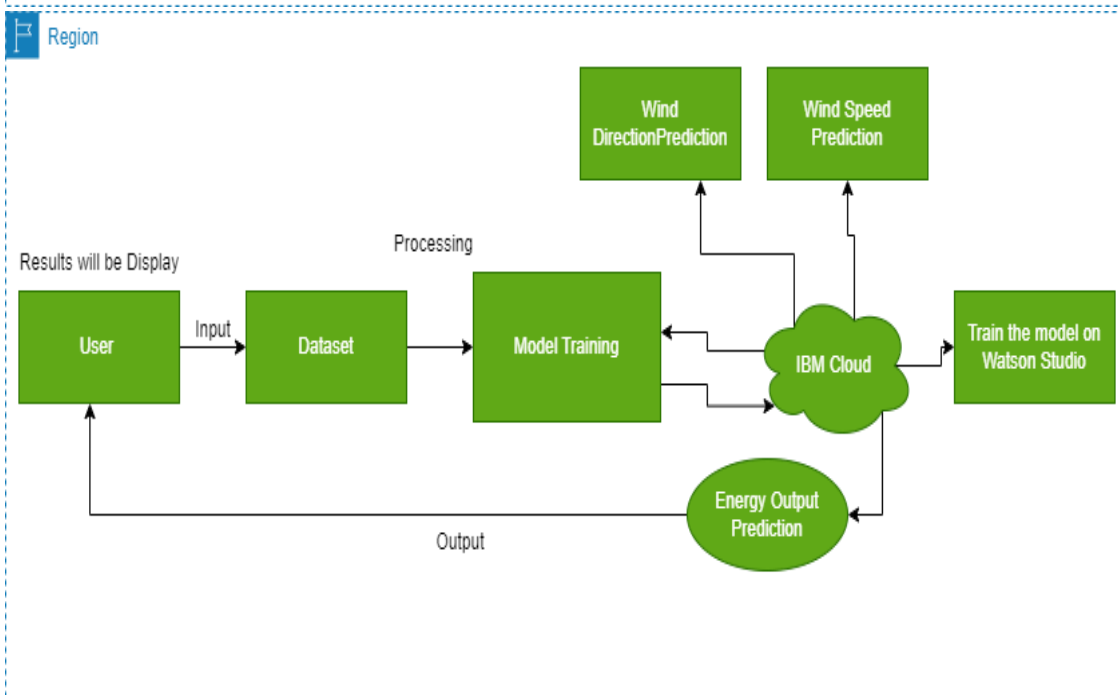 Region
Wind
DirectionPrediction
Wind Speed
Prediction
Processing
Results will be Display
User
Input
Dataset
Model Training
IBM Cloud
Train the model on
Watson Studio
Energy Output
Prediction
Output